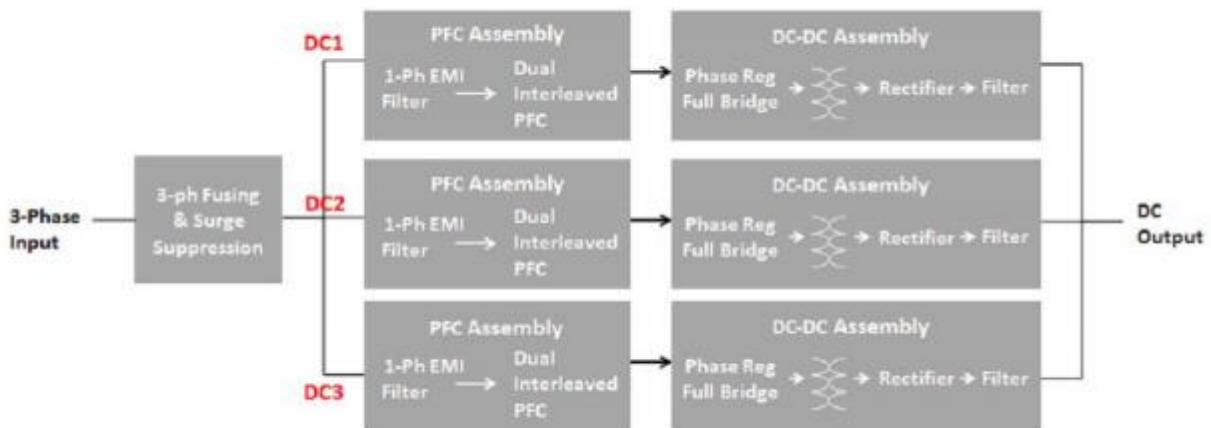 DC1
PFC Assembly
1-Ph EMI
Filter
Dual
Interleaved
PFC
DC-DC Assembly
Phase Reg
Full Bridge
Rectifier
Filter
3-Phase
Input
3-ph Fusing
& Surge
Suppression
DC2
PFC Assembly
1-Ph EMI
Filter
Dual
Interleaved
PFC
DC-DC Assembly
Phase Reg
Full Bridge
Rectifier
Filter
DC
Output
DC3
PFC Assembly
1-Ph EMI
Filter
Dual
Interleaved
PFC
DC-DC Assembly
Phase Reg
Full Bridge
Rectifier
Filter